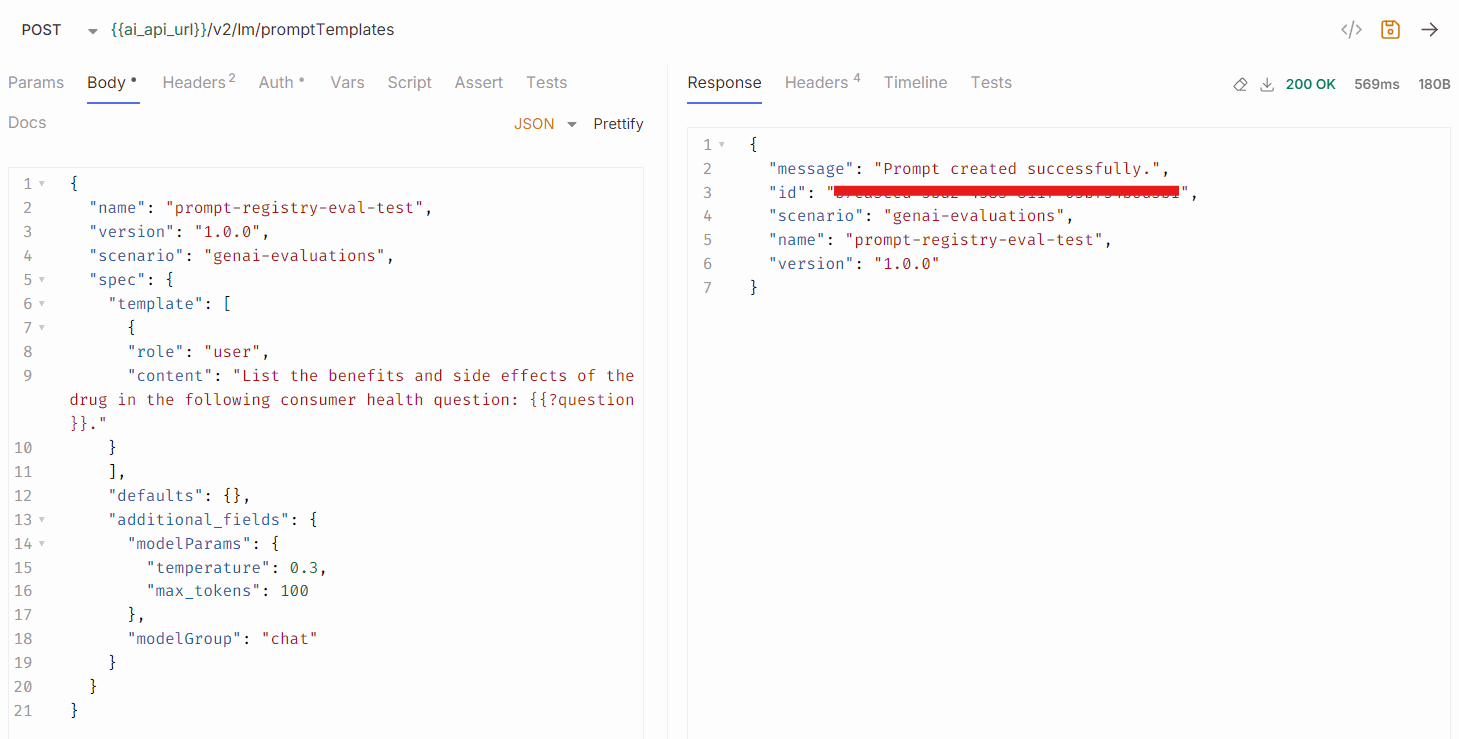 POST {{ai_api_url}}/v2/lm/promptTemplates
Params Body Headers 2 Auth Vars Script Assert Tests
Docs JSON Prettify
1 {
2 "name": "prompt-registry-eval-test",
3 "version": "1.0.0",
4 "scenario": "genai-evaluations",
5 "spec": {
6 "template": [
7 {
8 "role": "user",
9 "content": "List the benefits and side effects of the
drug in the following consumer health question: {{?question
}}."
10 }
11 ],
12 "defaults": {},
13 "additional_fields": {
14 "modelParams": {
15 "temperature": 0.3,
16 "max_tokens": 100
17 },
18 "modelGroup": "chat"
19 }
20 }
21 }
Response Headers 4 Timeline Tests 200 OK 569ms 180B
1 {
2 "message": "Prompt created successfully.",
3 "id": "",
4 "scenario": "genai-evaluations",
5 "name": "prompt-registry-eval-test",
6 "version": "1.0.0"
7 }